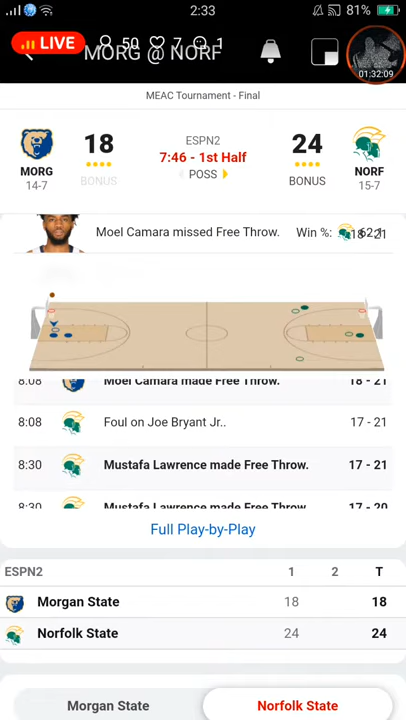 2:33
81%
LIVE
50
7
1
MORG @ NORF
01:32:09
MEAC Tournament - Final
18
ESPN2
24
7:46 - 1st Half
MORG
14-7
BONUS
POSS
BONUS
NORF
15-7
Moel Camara missed Free Throw.
Win %:
18 - 21
8:08
Moel Camara made Free Throw.
18 - 21
8:08
Foul on Joe Bryant Jr..
17 - 21
8:30
Mustafa Lawrence made Free Throw.
17 - 21
8:30
Mustafa Lawrence made Free Throw.
17 - 20
Full Play-by-Play
ESPN2
1
2
T
Morgan State
18
18
Norfolk State
24
24
Morgan State
Norfolk State